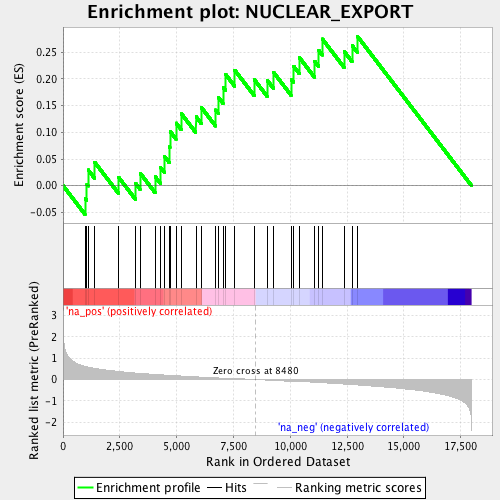 Enrichment plot: NUCLEAR_EXPORT
Enrichment score (ES)
0.25
0.20
0.15
0.10
0.05
0.00
-0.05
'na_pos' (positively correlated)
Ranked list metric (PreRanked)
3
2
1
0
-1
-2
Zero cross at 8480
'na_neg' (negatively correlated)
0
2,500
5,000
7,500
10,000
12,500
15,000
17,500
Rank in Ordered Dataset
Enrichment profile
Hits
Ranking metric scores